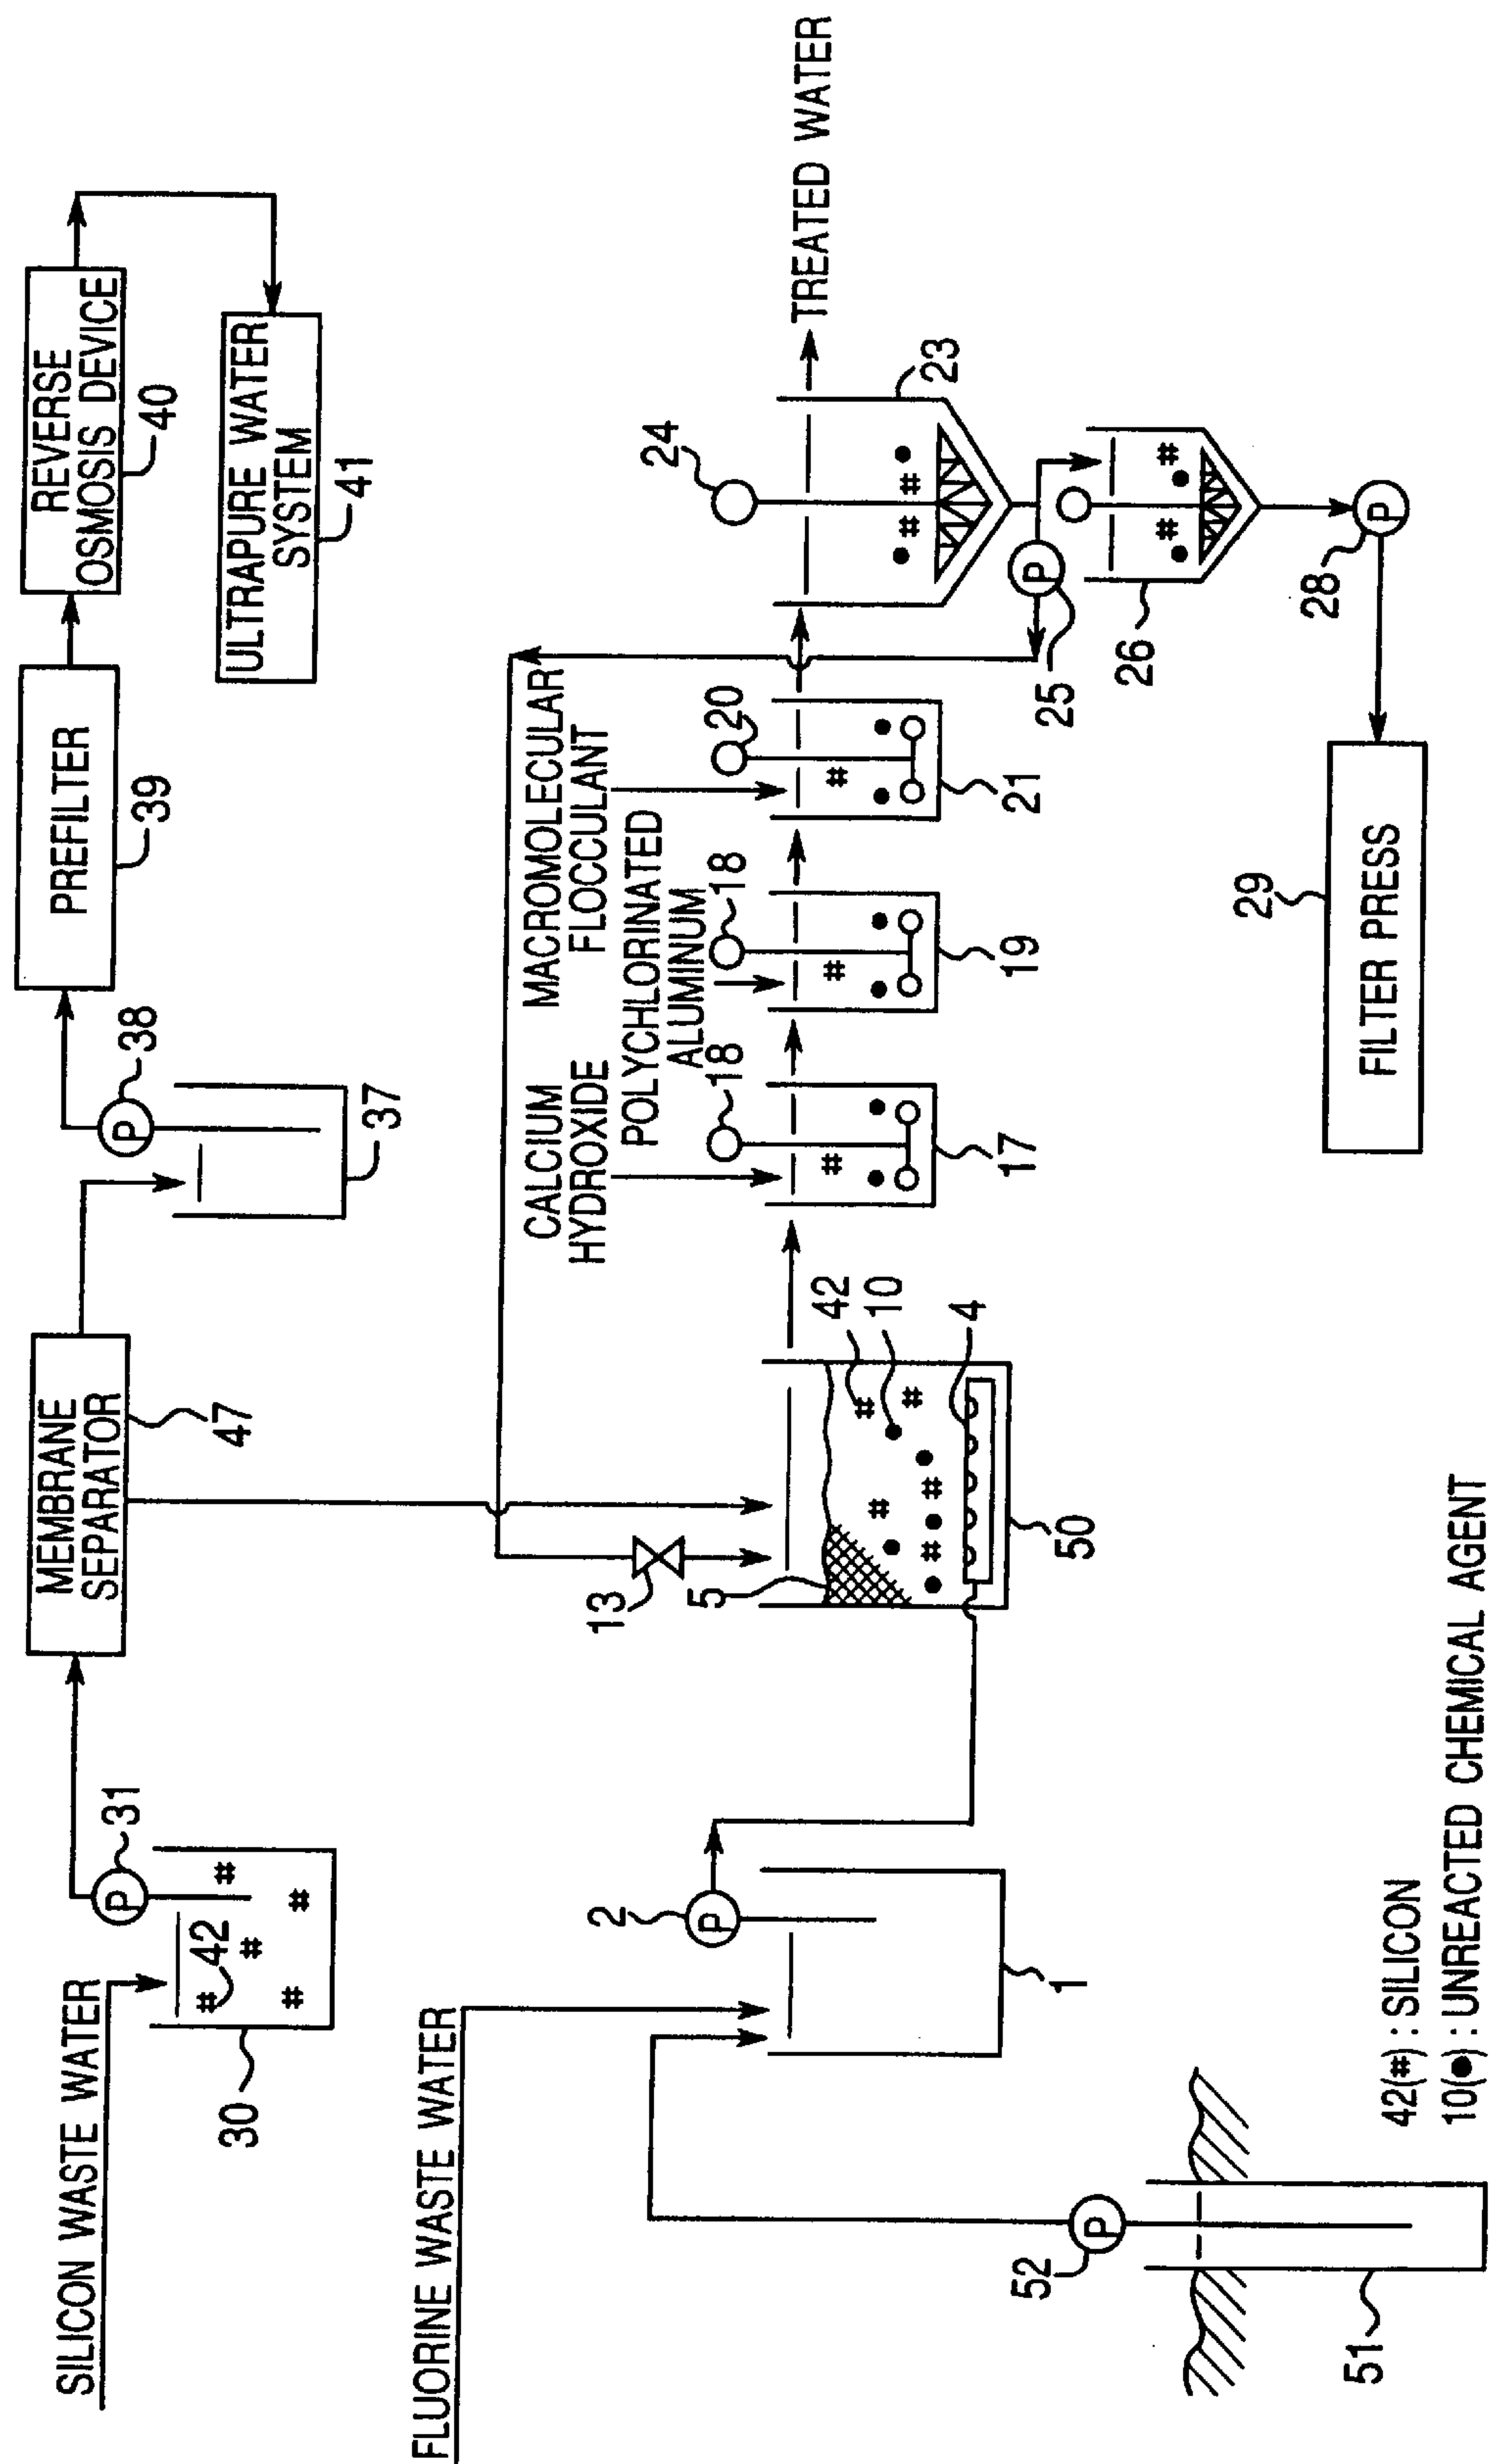 SILICON WASTE WATER
30
42
31
P
MEMBRANE
SEPARATOR
47
P
38
37
PREFILTER
39
REVERSE
OSMOSIS DEVICE
40
ULTRAPURE WATER
SYSTEM
41
FLUORINE WASTE WATER
2
P
1
52
P
51
13
5
42
10
4
50
CALCIUM
HYDROXIDE
18
17
POLYCHLORINATED
ALUMINUM
18
19
MACROMOLECULAR
FLOCCULANT
20
21
24
23
TREATED WATER
P
25
26
P
28
29
FILTER PRESS
42(#) : SILICON
10(●) : UNREACTED CHEMICAL AGENT